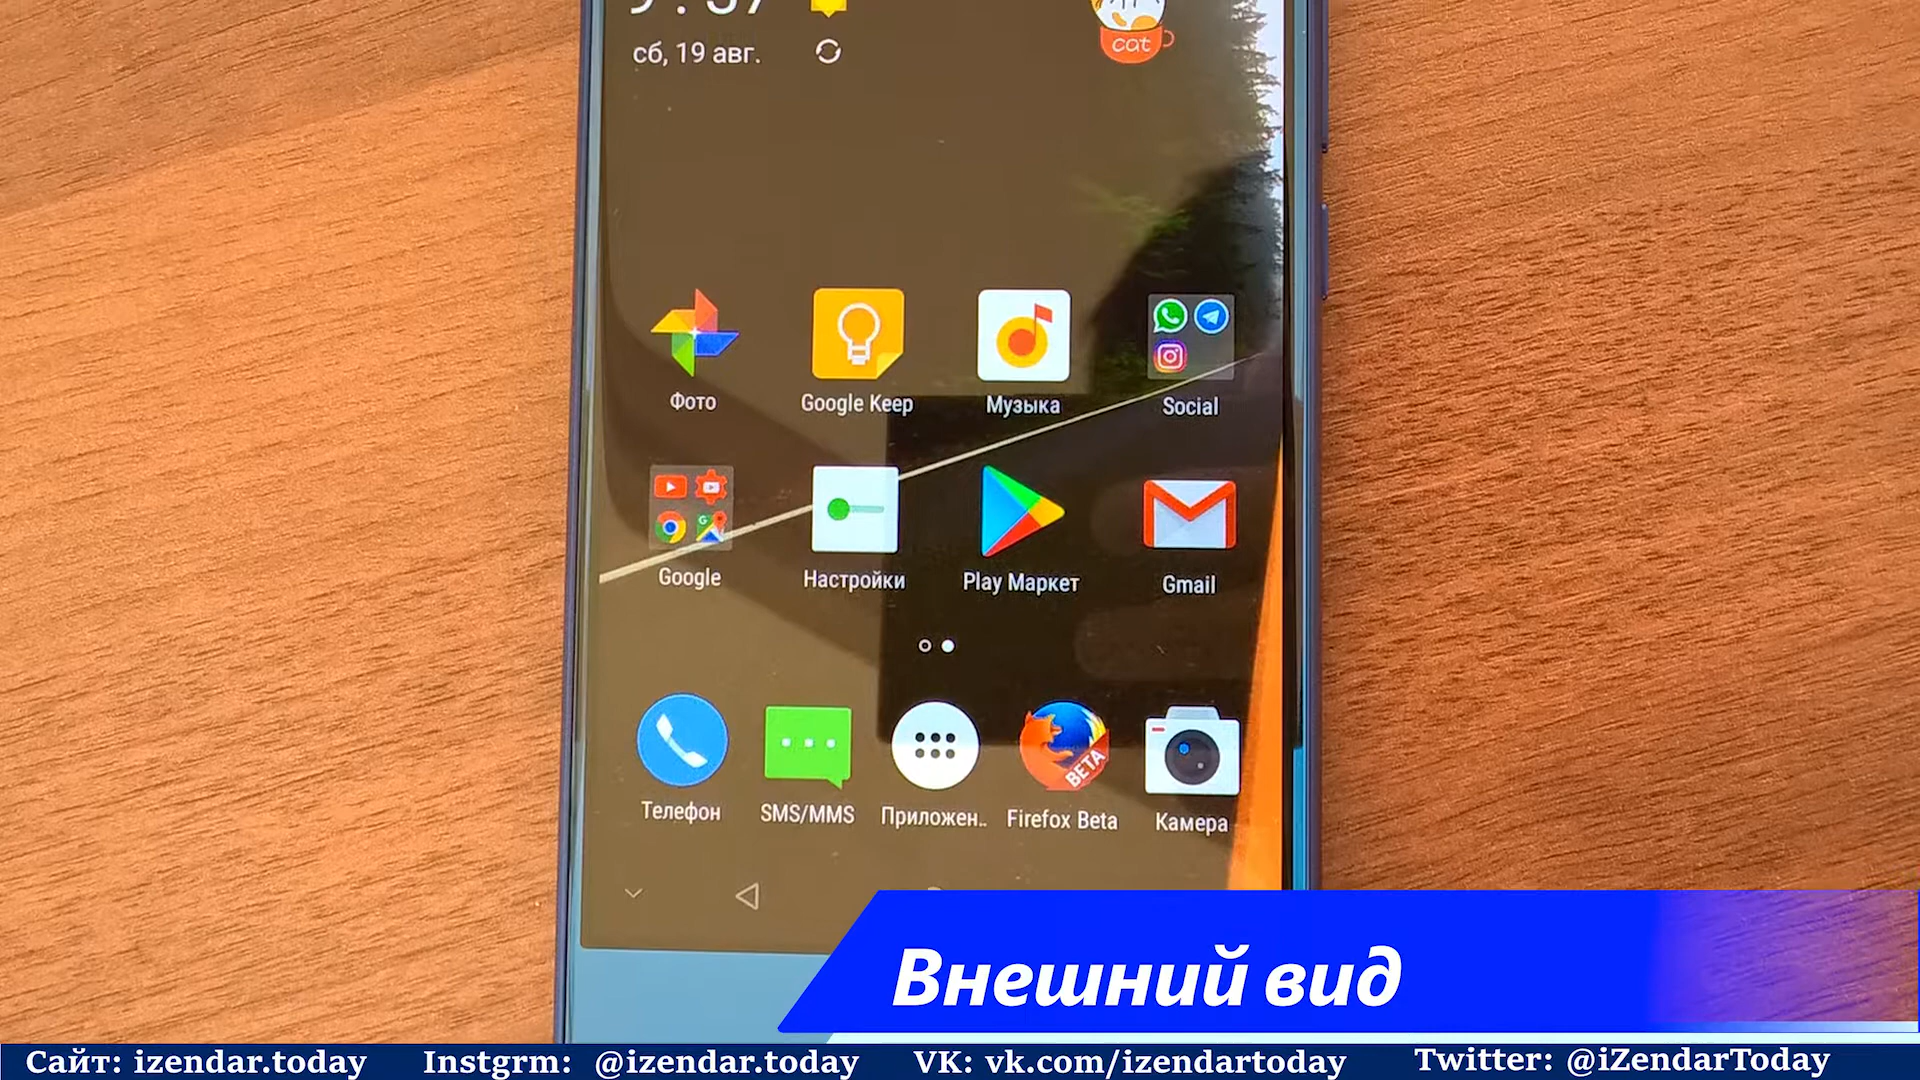 сб, 19 авг.
cat
Фото
Google Keep
Музыка
Social
Google
Настройки
Play Маркет
Gmail
Телефон
SMS/MMS
Приложен..
BETA
Firefox Beta
Камера
Внешний вид
Сайт: izendar.today Instgrm: @izendar.today VK: vk.com/izendartoday Twitter: @iZendarToday